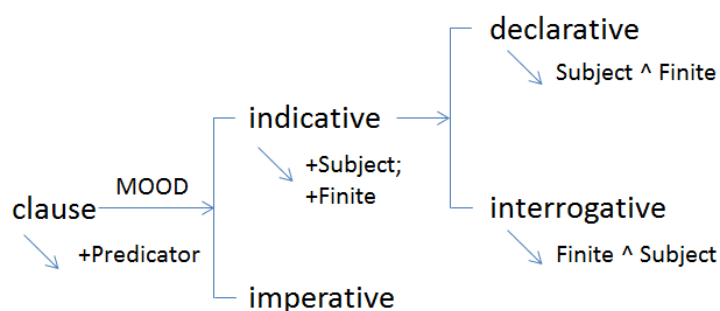 declarative
Subject ^ Finite
indicative
+Subject;
+Finite
MOOD
clause
+Predicator
interrogative
Finite ^ Subject
imperative